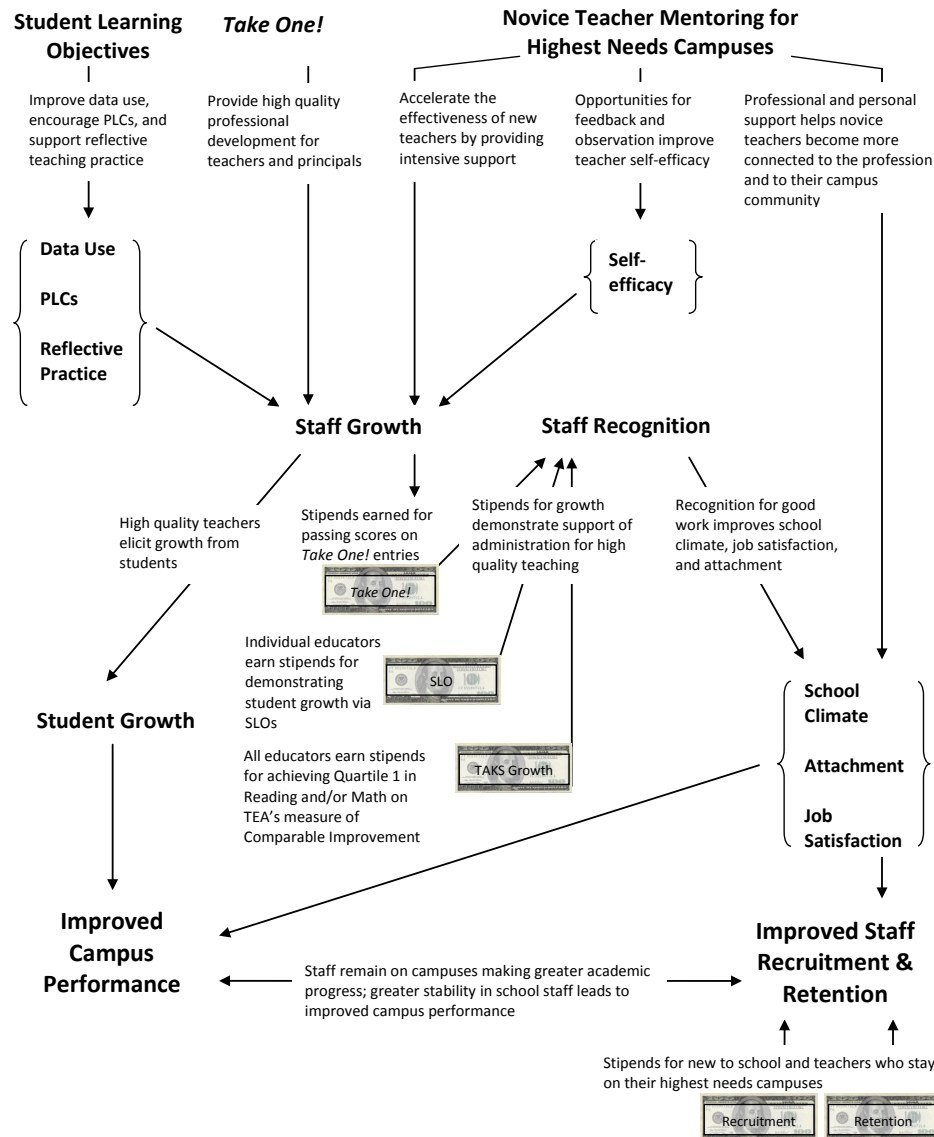 Student Learning
Objectives
Take One!
Novice Teacher Mentoring for
Highest Needs Campuses
Improve data use,
encourage PLCs, and
support reflective
teaching practice
Provide high quality
professional
development for
teachers and principals
Accelerate the
effectiveness of new
teachers by providing
intensive support
Opportunities for
feedback and
observation improve
teacher self-efficacy
Professional and personal
support helps novice
teachers become more
connected to the profession
and to their campus
community
Data Use
PLCs
Reflective
Practice
Self-
efficacy
Staff Growth
Staff Recognition
High quality teachers
elicit growth from
students
Stipends earned for
passing scores on
Take One! entries
Take One!
Stipends for growth
demonstrate support of
administration for high
quality teaching
Recognition for good
work improves school
climate, job satisfaction,
and attachment
Individual educators
earn stipends for
demonstrating
student growth via
SLOs
SLO
Student Growth
All educators earn stipends
for achieving Quartile 1 in
Reading and/or Math on
TEA's measure of
Comparable Improvement
TAKS Growth
School
Climate
Attachment
Job
Satisfaction
Improved
Campus
Performance
Staff remain on campuses making greater academic
progress; greater stability in school staff leads to
improved campus performance
Improved Staff
Recruitment &
Retention
Stipends for new to school and teachers who stay
on their highest needs campuses
Recruitment
Retention